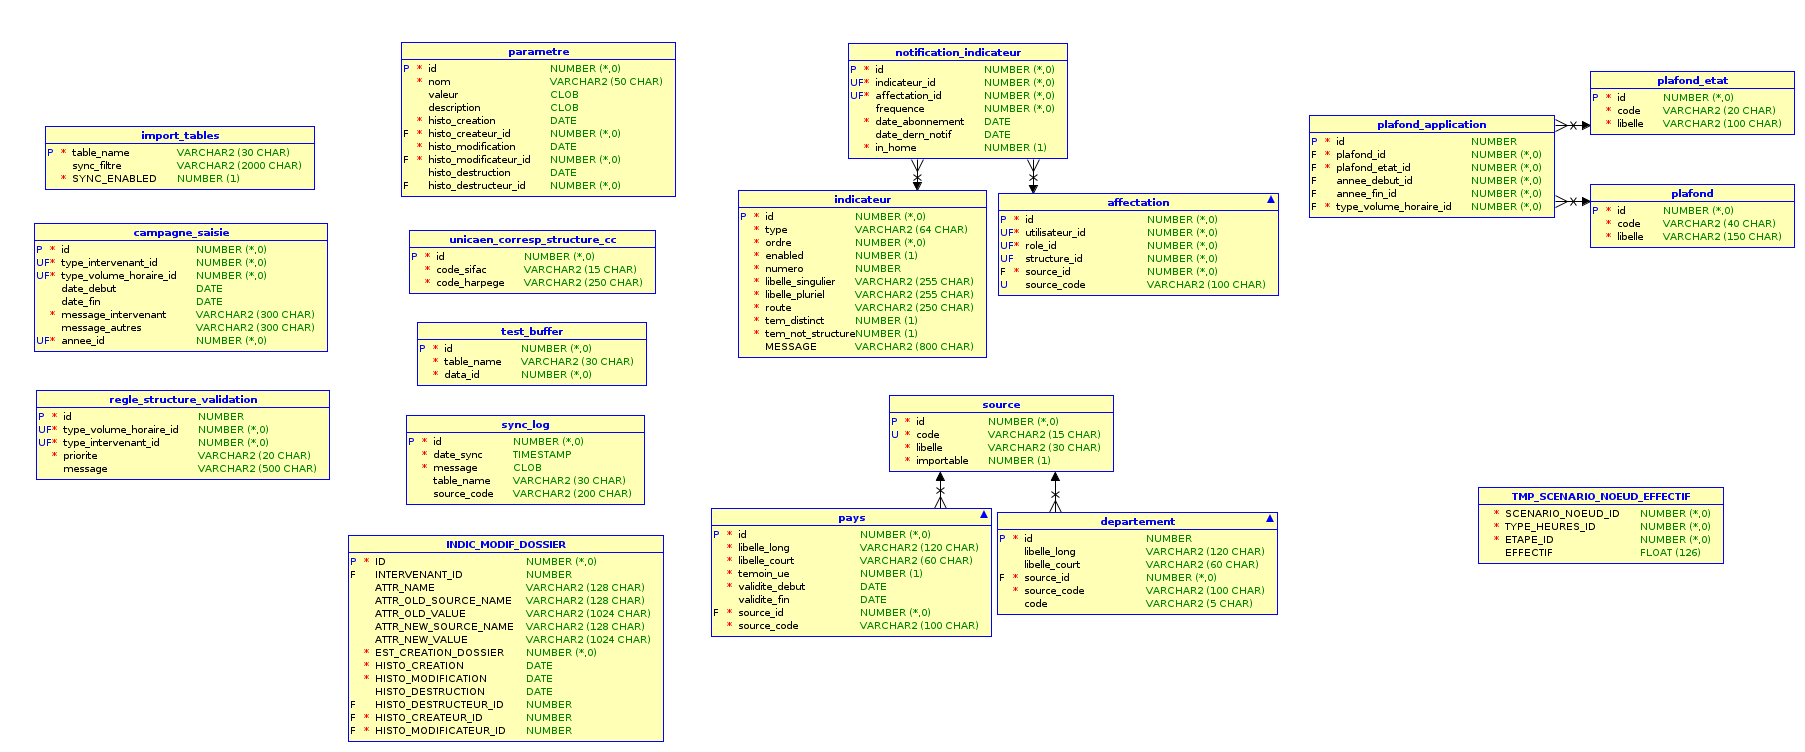 import_tables
P * table_name VARCHAR2 (30 CHAR)
sync_filtre VARCHAR2 (2000 CHAR)
* SYNC_ENABLED NUMBER (1)
campagne_saisie
P * id NUMBER (*,0)
UF* type_intervenant_id NUMBER (*,0)
UF* type_volume_horaire_id NUMBER (*,0)
date_debut DATE
date_fin DATE
* message_intervenant VARCHAR2 (300 CHAR)
message_autres VARCHAR2 (300 CHAR)
UF* annee_id NUMBER (*,0)
regle_structure_validation
P * id NUMBER
UF* type_volume_horaire_id NUMBER (*,0)
UF* type_intervenant_id NUMBER (*,0)
* priorite VARCHAR2 (20 CHAR)
message VARCHAR2 (500 CHAR)
parametre
P * id NUMBER (*,0)
* nom VARCHAR2 (50 CHAR)
valeur CLOB
description CLOB
* histo_creation DATE
F * histo_createur_id NUMBER (*,0)
* histo_modification DATE
F * histo_modificateur_id NUMBER (*,0)
histo_destruction DATE
F histo_destructeur_id NUMBER (*,0)
unicaen_corresp_structure_cc
P * id NUMBER (*,0)
* code_sifac VARCHAR2 (15 CHAR)
* code_harpege VARCHAR2 (250 CHAR)
test_buffer
P * id NUMBER (*,0)
* table_name VARCHAR2 (30 CHAR)
* data_id NUMBER (*,0)
sync_log
P * id NUMBER (*,0)
* date_sync TIMESTAMP
* message CLOB
table_name VARCHAR2 (30 CHAR)
source_code VARCHAR2 (200 CHAR)
INDIC_MODIF_DOSSIER
P * ID NUMBER (*,0)
F INTERVENANT_ID NUMBER
ATTR_NAME VARCHAR2 (128 CHAR)
ATTR_OLD_SOURCE_NAME VARCHAR2 (128 CHAR)
ATTR_OLD_VALUE VARCHAR2 (1024 CHAR)
ATTR_NEW_SOURCE_NAME VARCHAR2 (128 CHAR)
ATTR_NEW_VALUE VARCHAR2 (1024 CHAR)
* EST_CREATION_DOSSIER NUMBER (*,0)
* HISTO_CREATION DATE
* HISTO_MODIFICATION DATE
HISTO_DESTRUCTION DATE
F HISTO_DESTRUCTEUR_ID NUMBER
F * HISTO_CREATEUR_ID NUMBER
F * HISTO_MODIFICATEUR_ID NUMBER
notification_indicateur
P * id NUMBER (*,0)
UF* indicateur_id NUMBER (*,0)
UF* affectation_id NUMBER (*,0)
frequence NUMBER (*,0)
* date_abonnement DATE
date_dern_notif DATE
* in_home NUMBER (1)
indicateur
P * id NUMBER (*,0)
* type VARCHAR2 (64 CHAR)
* ordre NUMBER (*,0)
* enabled NUMBER (1)
* numero NUMBER
* libelle_singulier VARCHAR2 (255 CHAR)
* libelle_pluriel VARCHAR2 (255 CHAR)
* route VARCHAR2 (250 CHAR)
* tem_distinct NUMBER (1)
* tem_not_structure NUMBER (1)
MESSAGE VARCHAR2 (800 CHAR)
affectation
P * id NUMBER (*,0)
UF* utilisateur_id NUMBER (*,0)
UF* role_id NUMBER (*,0)
UF structure_id NUMBER (*,0)
F * source_id NUMBER (*,0)
U source_code VARCHAR2 (100 CHAR)
source
P * id NUMBER (*,0)
U * code VARCHAR2 (15 CHAR)
* libelle VARCHAR2 (30 CHAR)
* importable NUMBER (1)
pays
P * id NUMBER (*,0)
* libelle_long VARCHAR2 (120 CHAR)
* libelle_court VARCHAR2 (60 CHAR)
* temoin_ue NUMBER (1)
* validite_debut DATE
validite_fin DATE
F * source_id NUMBER (*,0)
* source_code VARCHAR2 (100 CHAR)
departement
P * id NUMBER
libelle_long VARCHAR2 (120 CHAR)
libelle_court VARCHAR2 (60 CHAR)
F * source_id NUMBER (*,0)
* source_code VARCHAR2 (100 CHAR)
code VARCHAR2 (5 CHAR)
plafond_application
P * id NUMBER
F * plafond_id NUMBER (*,0)
F * plafond_etat_id NUMBER (*,0)
F annee_debut_id NUMBER (*,0)
F annee_fin_id NUMBER (*,0)
F * type_volume_horaire_id NUMBER (*,0)
plafond_etat
P * id NUMBER (*,0)
* code VARCHAR2 (20 CHAR)
* libelle VARCHAR2 (100 CHAR)
plafond
P * id NUMBER (*,0)
* code VARCHAR2 (40 CHAR)
* libelle VARCHAR2 (150 CHAR)
TMP_SCENARIO_NOEUD_EFFECTIF
* SCENARIO_NOEUD_ID NUMBER (*,0)
* TYPE_HEURES_ID NUMBER (*,0)
* ETAPE_ID NUMBER (*,0)
EFFECTIF FLOAT (126)